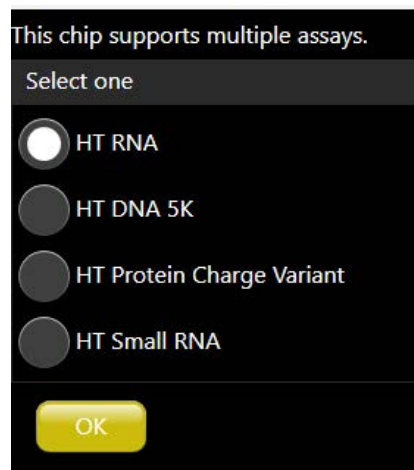 This chip supports multiple assays.
Select one
HT RNA
HT DNA 5K
HT Protein Charge Variant
HT Small RNA
OK